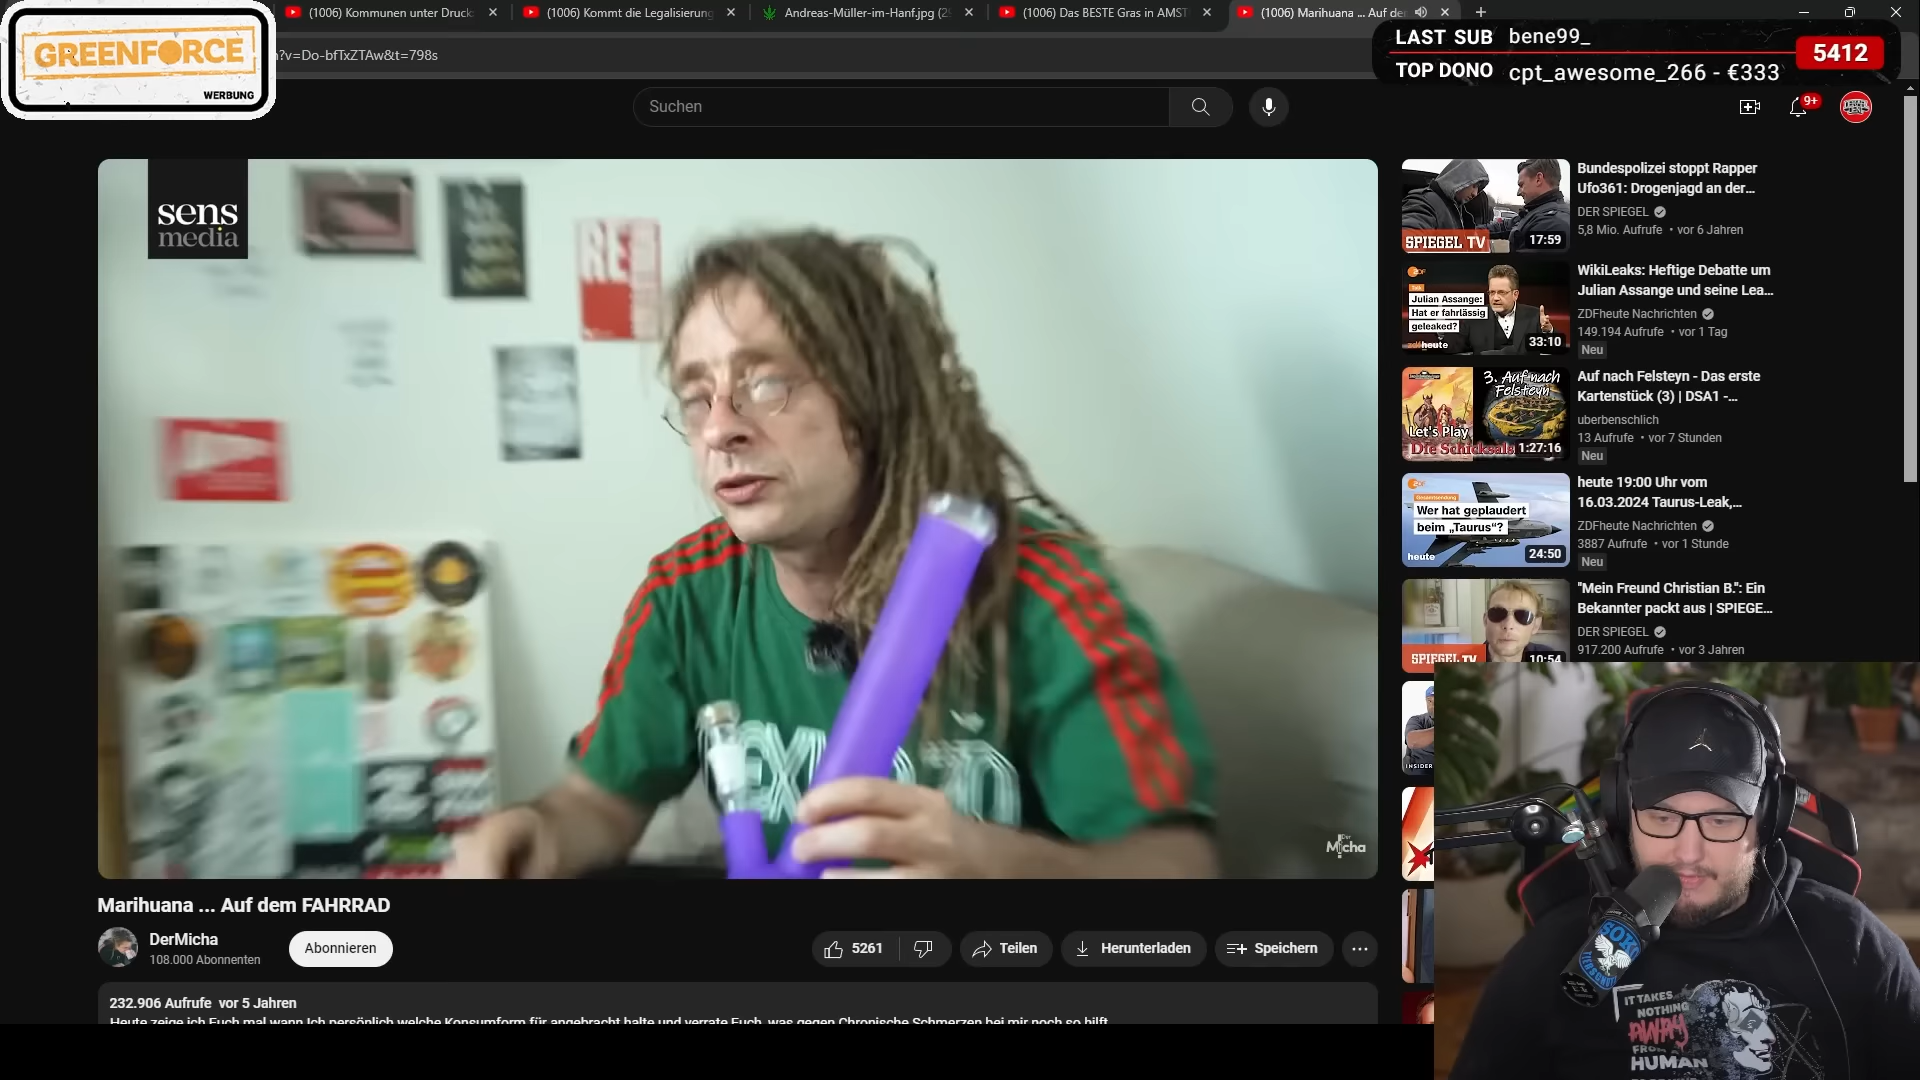 GREENFORCE
WERBUNG
(1006) Kommunen unter Druck
(1006) Kommt die Legalisierung
Andreas-Müller-im-Hanf.jpg (2
(1006) Das BESTE Gras in AMST
(1006) Marihuana ... Auf de
?v=Do-bfTxZTAw&t=798s
LAST SUB bene99_
TOP DONO cpt_awesome_266 - €333
5412
Suchen
9+
sens
media
Der
Micha
Marihuana ... Auf dem FAHRRAD
DerMicha
108.000 Abonnenten
Abonnieren
5261
Teilen
Herunterladen
Speichern
232.906 Aufrufe vor 5 Jahren
Heute zeige ich Euch mal wann Ich persönlich welche Konsumform für angebracht halte und verrate Euch, was gegen Chronische Schmerzen bei mir noch so hilft
SPIEGEL TV
17:59
Bundespolizei stoppt Rapper
Ufo361: Drogenjagd an der...
DER SPIEGEL
5,8 Mio. Aufrufe • vor 6 Jahren
ZDF
Julian Assange:
Hat er fahrlässig
geleaked?
heute
33:10
WikiLeaks: Heftige Debatte um
Julian Assange und seine Lea...
ZDFheute Nachrichten
149.194 Aufrufe • vor 1 Tag
Neu
3. Auf nach
Felsteyn
Let's Play
Die Schicksals
1:27:16
Auf nach Felsteyn - Das erste
Kartenstück (3) | DSA1 -...
uberbenschlich
13 Aufrufe • vor 7 Stunden
Neu
ZDF
Gesamtsendung
Wer hat geplaudert
beim „Taurus“?
heute
24:50
heute 19:00 Uhr vom
16.03.2024 Taurus-Leak,...
ZDFheute Nachrichten
3887 Aufrufe • vor 1 Stunde
Neu
SPIEGEL TV
10:54
"Mein Freund Christian B.": Ein
Bekannter packt aus | SPIEGE...
DER SPIEGEL
917.200 Aufrufe • vor 3 Jahren
INSIDER
SOKO
TIERSCHUTZ
IT TAKES
NOTHING
AWAY
FROM
HUMAN